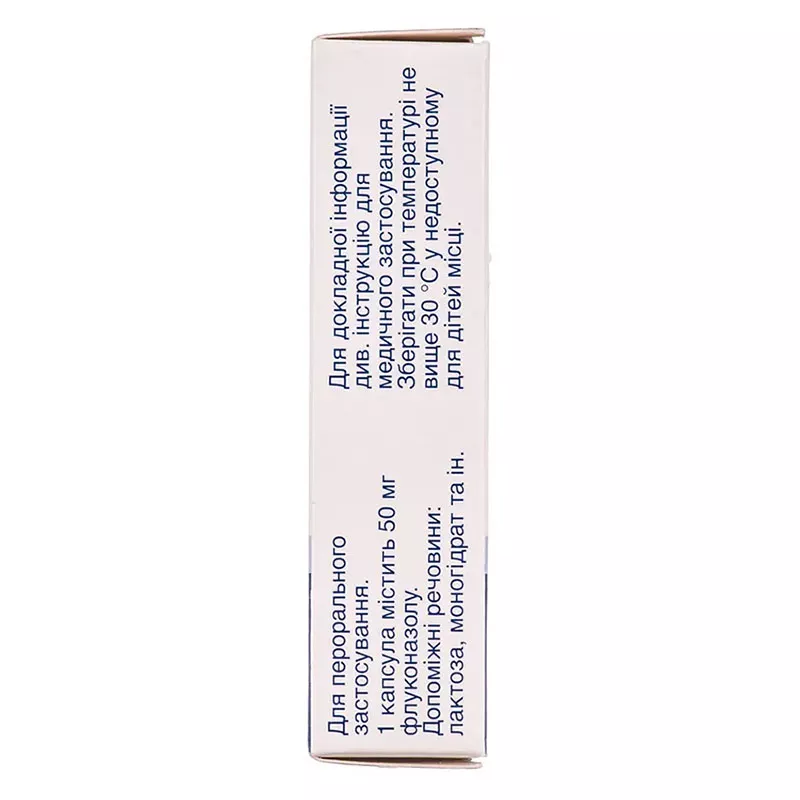 Для перорального
застосування.
1 капсула містить 50 мг
флуконазолу.
Допоміжні речовини:
лактоза, моногідрат та ін.
Для докладної інформації
див. інструкцію для
медичного застосування.
Зберігати при температурі не
вище 30 °С у недоступному
для дітей місці.